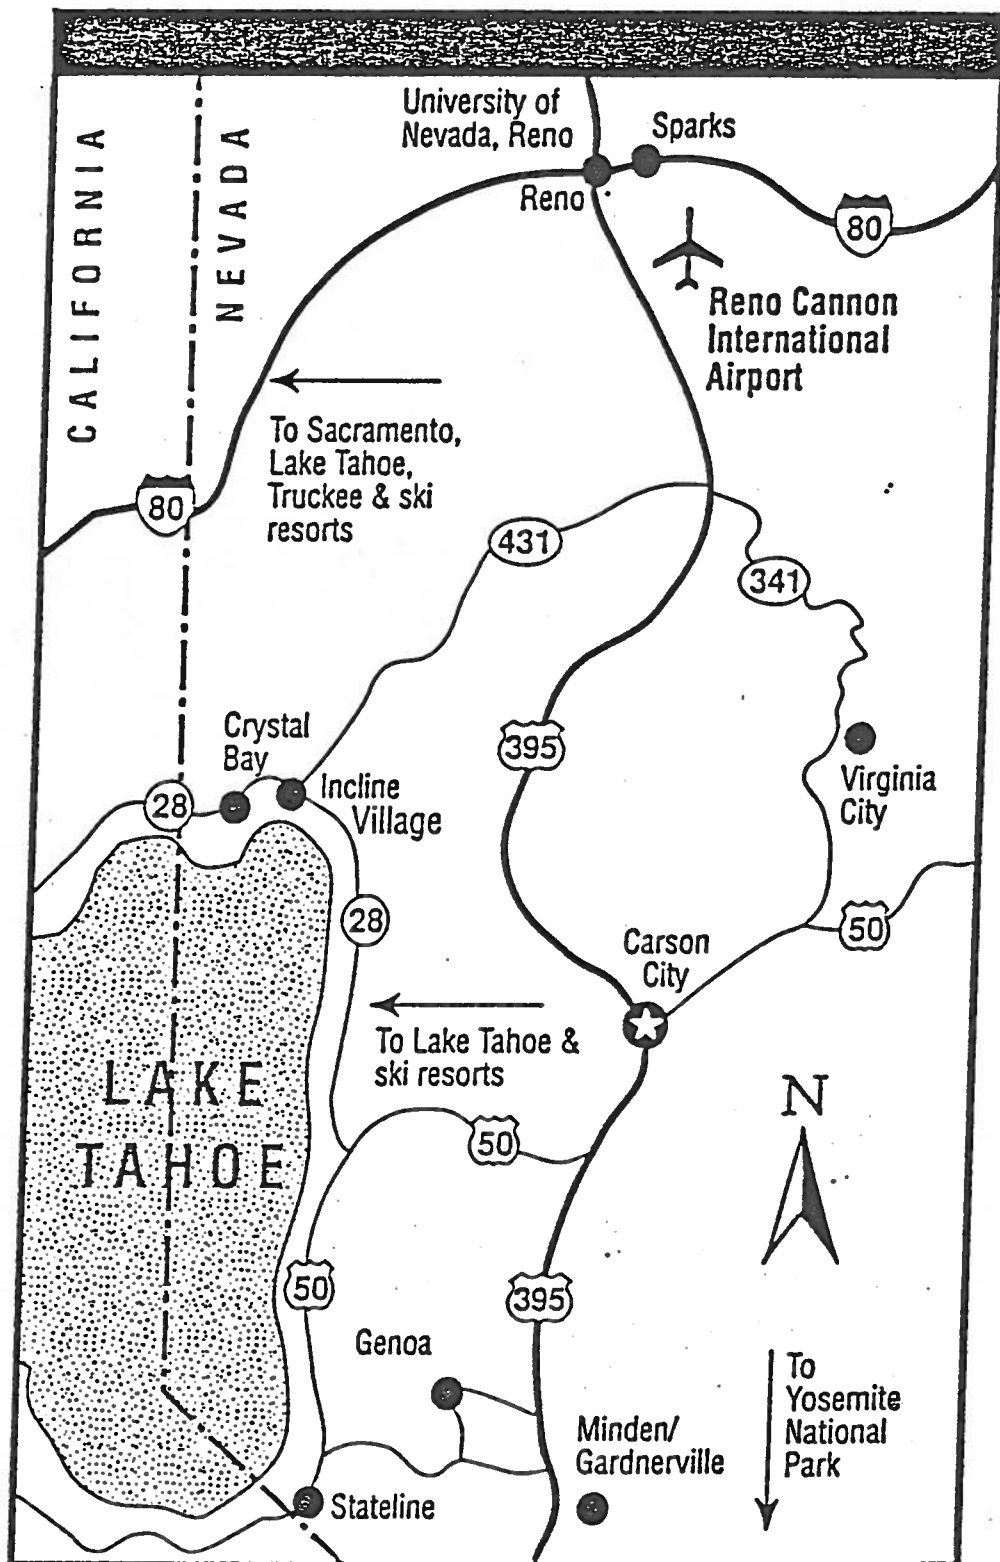 CALIFORNIA
NEVADA
University of
Nevada, Reno
Sparks
Reno
80
Reno Cannon
International
Airport
To Sacramento,
Lake Tahoe,
Truckee & ski
resorts
80
431
341
395
Crystal
Bay
Incline
Village
28
Virginia
City
28
50
Carson
City
To Lake Tahoe &
ski resorts
LAKE
TAHOE
N
50
50
395
Genoa
To
Yosemite
National
Park
Minden/
Gardnerville
Stateline